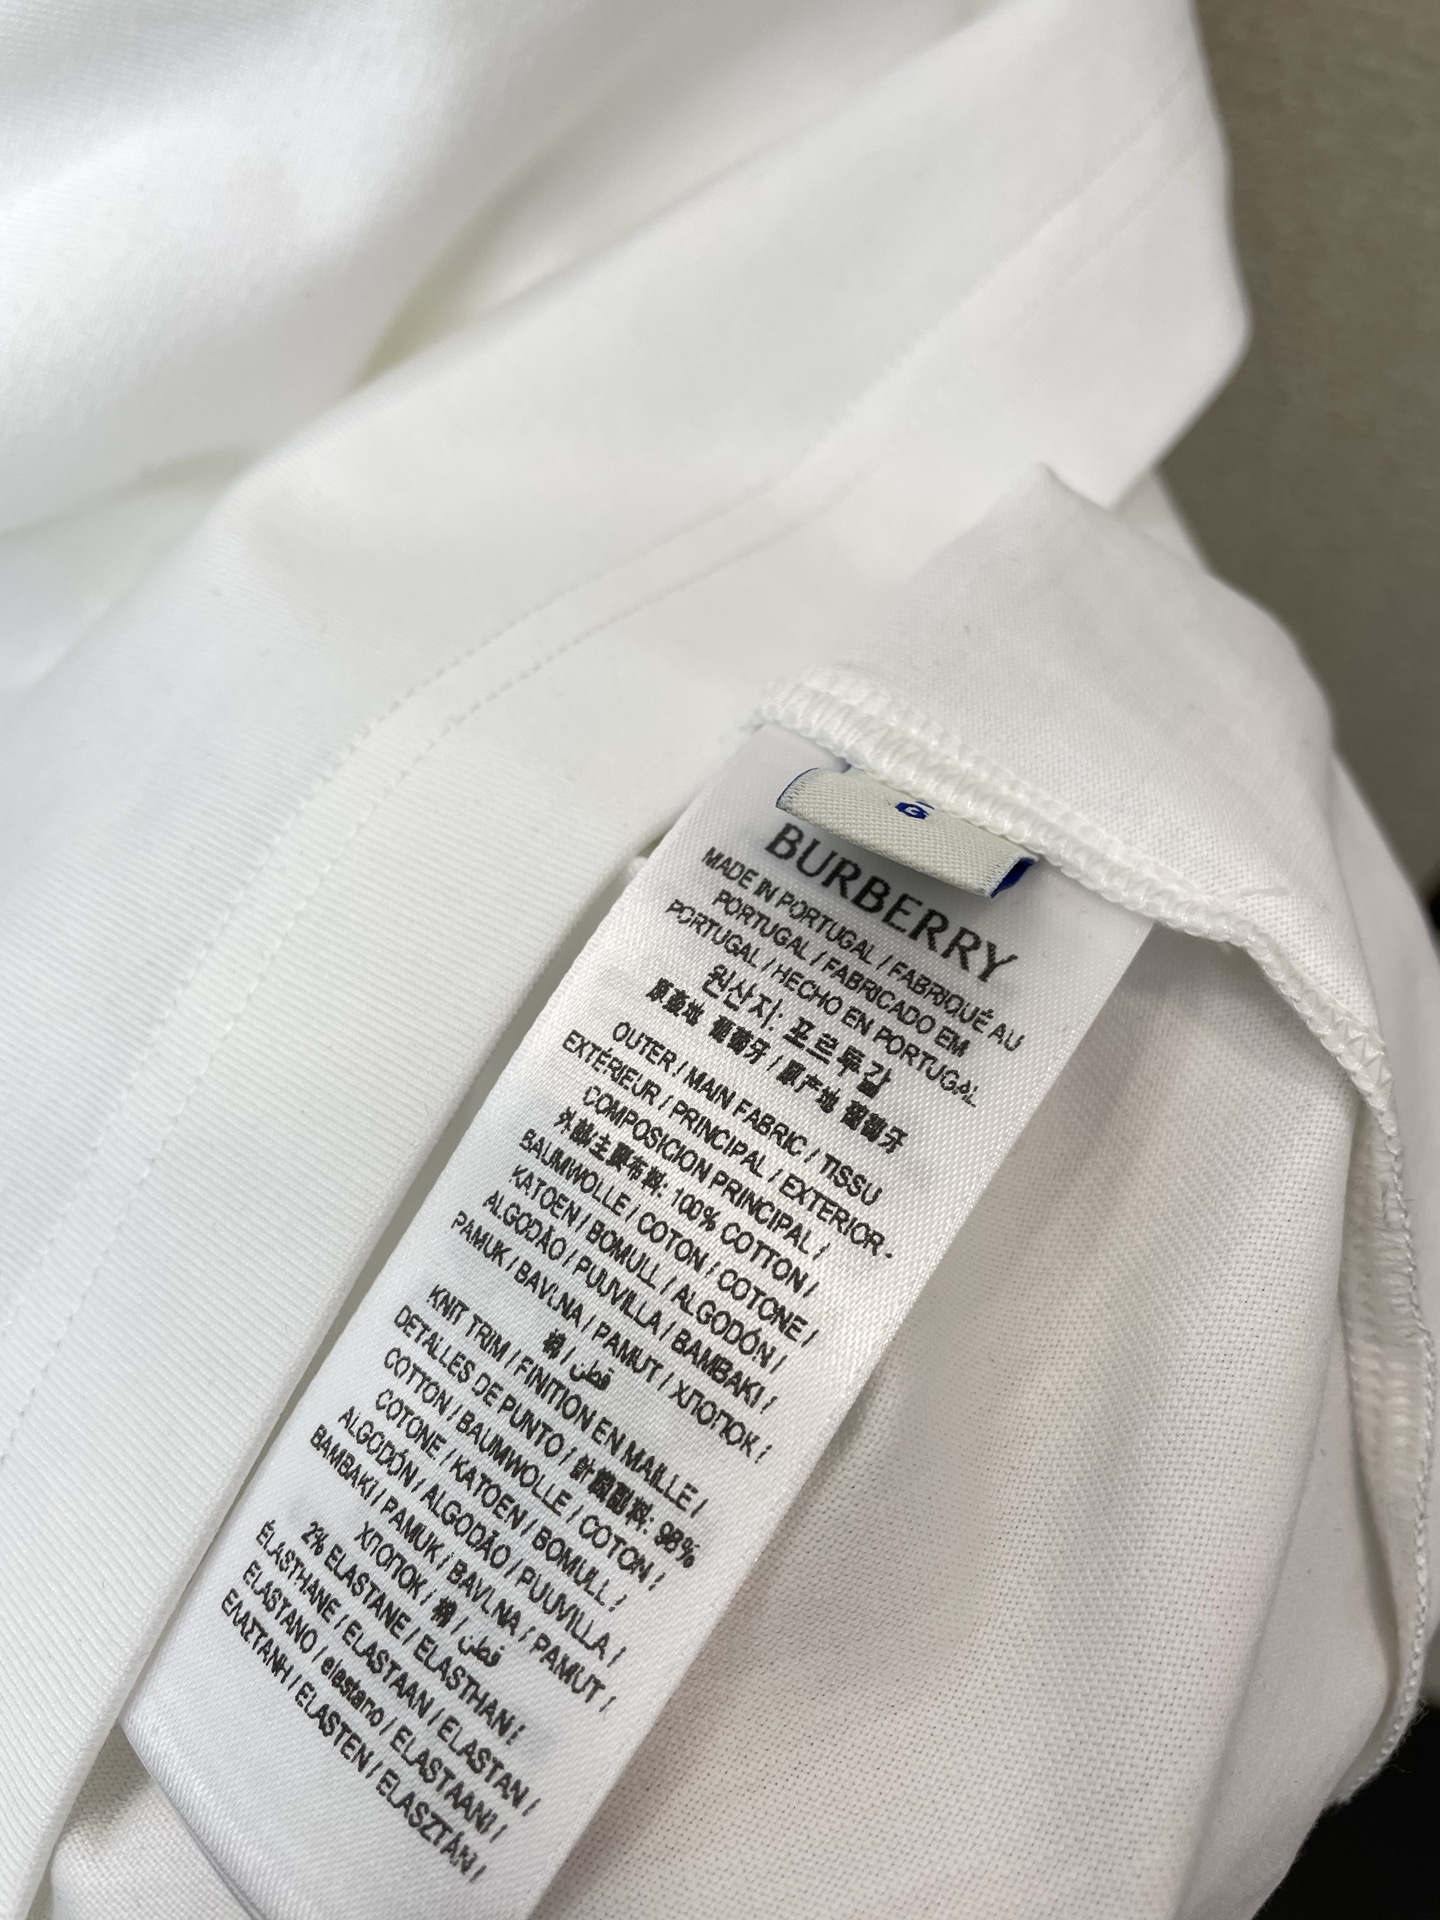 G
BURBERRY
MADE IN PORTUGAL / FABRIQUÉ AU
PORTUGAL / FABRICADO EM
PORTUGAL / HECHO EN PORTUGAL
원산지: 포르투갈
原產地 葡萄牙 / 原产地 葡萄牙
OUTER / MAIN FABRIC / TISSU
EXTÉRIEUR / PRINCIPAL / EXTERIOR-
COMPOSICION PRINCIPAL /
外部/主要布料: 100% COTTON /
BAUMWOLLE / COTON / COTONE /
KATOEN / BOMULL / ALGODÓN /
ALGODÃO / PUUVILLA / BAMBAKI /
PAMUK / BAVLNA / PAMUT / ХЛОПОК /
棉 / قطن
KNIT TRIM / FINITION EN MAILLE /
DETALLES DE PUNTO / 針織配料: 98%
COTTON / BAUMWOLLE / COTON /
COTONE / KATOEN / BOMULL /
ALGODÓN / ALGODÃO / PUUVILLA /
BAMBAKI / PAMUK / BAVLNA / PAMUT /
ХЛОПОК / 棉 / قطن
2% ELASTANE / ELASTHAN /
ÉLASTHANE / ELASTAAN / ELASTAN /
ELASTANO / elastano / ELASTAANI /
ΕΛΑΣΤΑΝΗ / ELASTEN / ELASZTÁN /